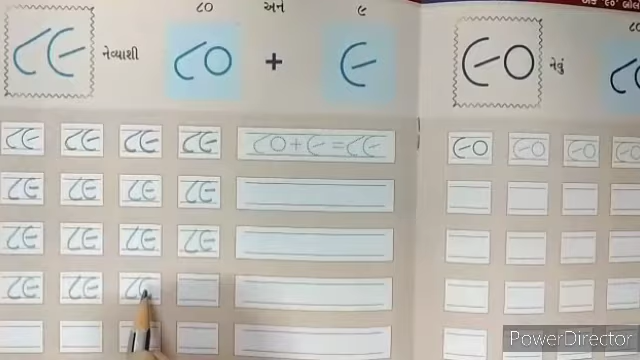 ૮૦ અને ૯
૮૯ નેવ્યાશી ૮૦ + ૯
૯૦ નેવું
૮૯ ૮૯ ૮૯ ૮૯ ૮૦+૯=૮૯
૯૦ ૯૦ ૯૦ ૯૦
૮૯ ૮૯ ૮૯ ૮૯
૮૯ ૮૯ ૮૯ ૮૯
૮૯ ૮૯
PowerDirector